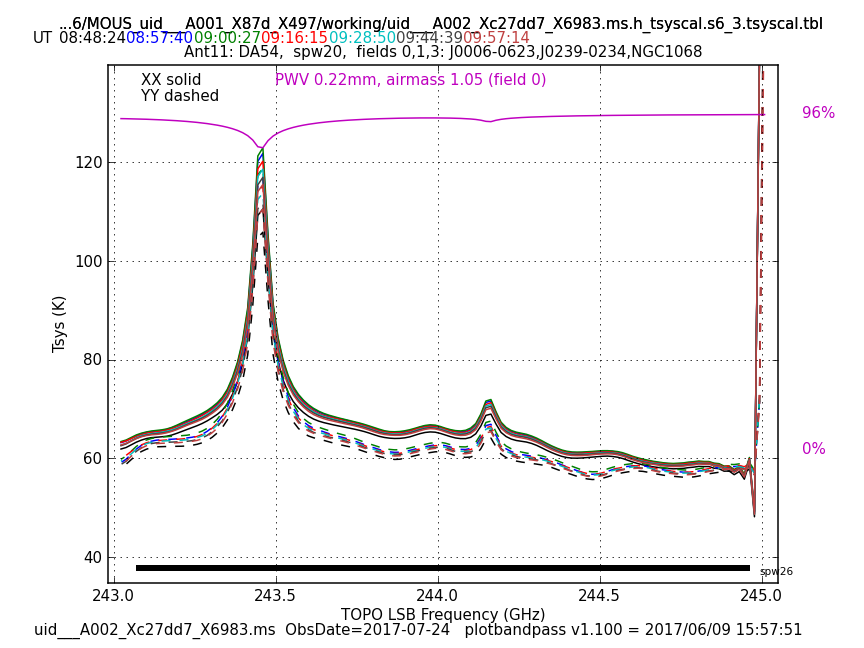 ...6/MOUS_uid___A001_X87d_X497/working/uid___A002_Xc27dd7_X6983.ms.h_tsyscal.s6_3.tsyscal.tbl
UT 08:48:24 08:57:40 09:00:27 09:16:15 09:28:50 09:44:39 09:57:14
Ant11: DA54, spw20, fields 0,1,3: J0006-0623,J0239-0234,NGC1068
XX solid
YY dashed
PWV 0.22mm, airmass 1.05 (field 0)
96%
0%
120
100
80
60
40
Tsys (K)
spw26
243.0 243.5 244.0 244.5 245.0
TOPO LSB Frequency (GHz)
uid___A002_Xc27dd7_X6983.ms ObsDate=2017-07-24 plotbandpass v1.100 = 2017/06/09 15:57:51